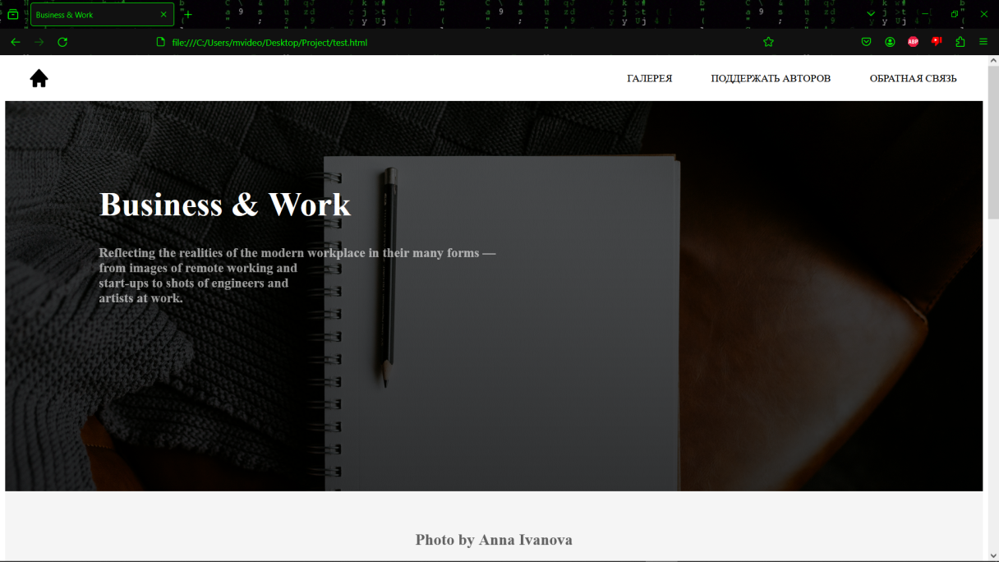 Business & Work
file:///C:/Users/mvideo/Desktop/Project/test.html
ABP
ГАЛЕРЕЯ ПОДДЕРЖАТЬ АВТОРОВ ОБРАТНАЯ СВЯЗЬ
Business & Work
Reflecting the realities of the modern workplace in their many forms —
from images of remote working and
start-ups to shots of engineers and
artists at work.
Photo by Anna Ivanova